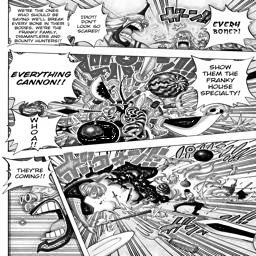 WE'RE THE ONES
WHO SHOULD BE
SAYING WE'LL BREAK
EVERY BONE IN THEIR
BODIES. WE'RE THE
FRANKY FAMILY,
DISMANTLERS AND
BOUNTY HUNTERS!!
IDIOT!
DON'T
LOOK SO
SCARED!
EVERY
BONE?!
EVERYTHING
CANNON!!
SHOW
THEM THE
FRANKY
HOUSE
SPECIALTY!
WHOA!!
THEY'RE
COMING!!